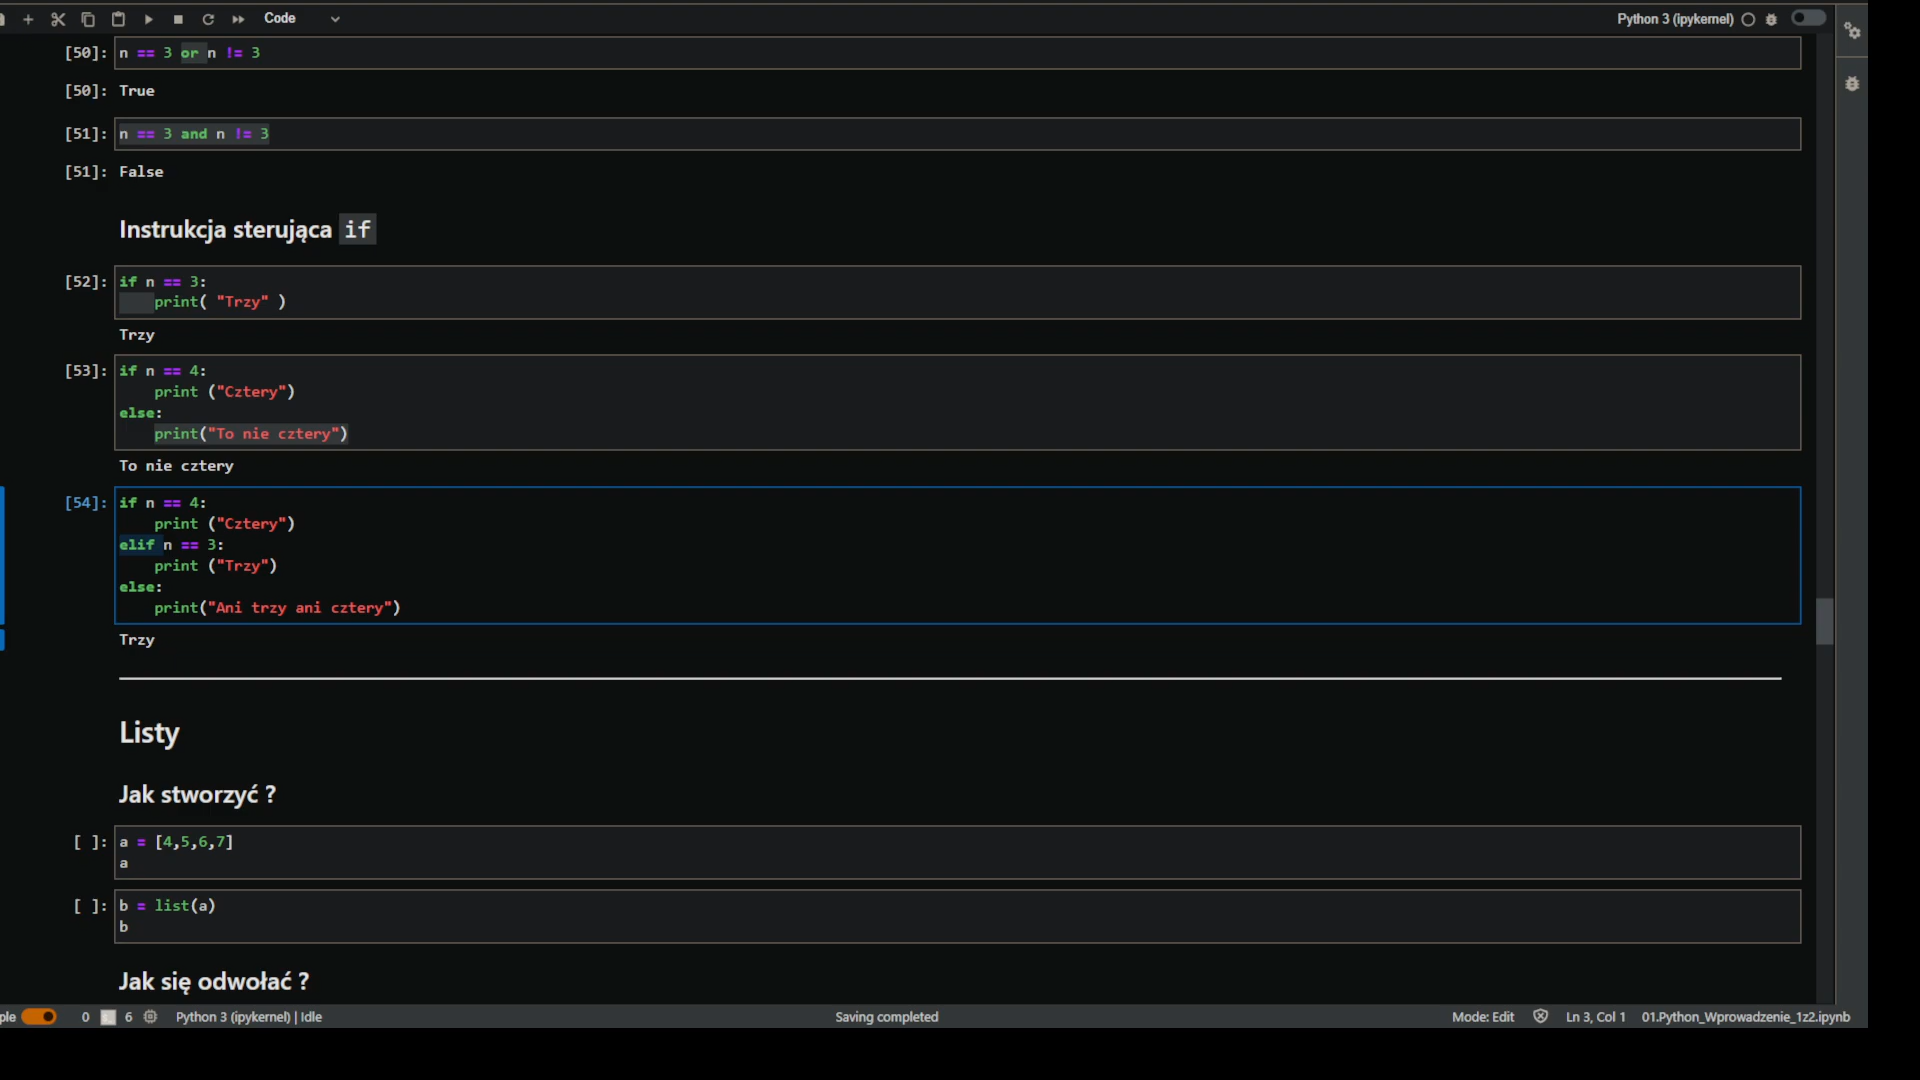 Code
Python 3 (ipykernel)
[50]: n == 3 or n != 3
[50]: True
[51]: n == 3 and n != 3
[51]: False
Instrukcja sterująca if
[52]: if n == 3:
    print( "Trzy" )
Trzy
[53]: if n == 4:
    print ("Cztery")
else:
    print("To nie cztery")
To nie cztery
[54]: if n == 4:
    print ("Cztery")
elif n == 3:
    print ("Trzy")
else:
    print("Ani trzy ani cztery")
Trzy
Listy
Jak stworzyć ?
[ ]: a = [4,5,6,7]
a
[ ]: b = list(a)
b
Jak się odwołać ?
ple 0 6 Python 3 (ipykernel) | Idle Saving completed Mode: Edit Ln 3, Col 1 01.Python_Wprowadzenie_1z2.ipynb